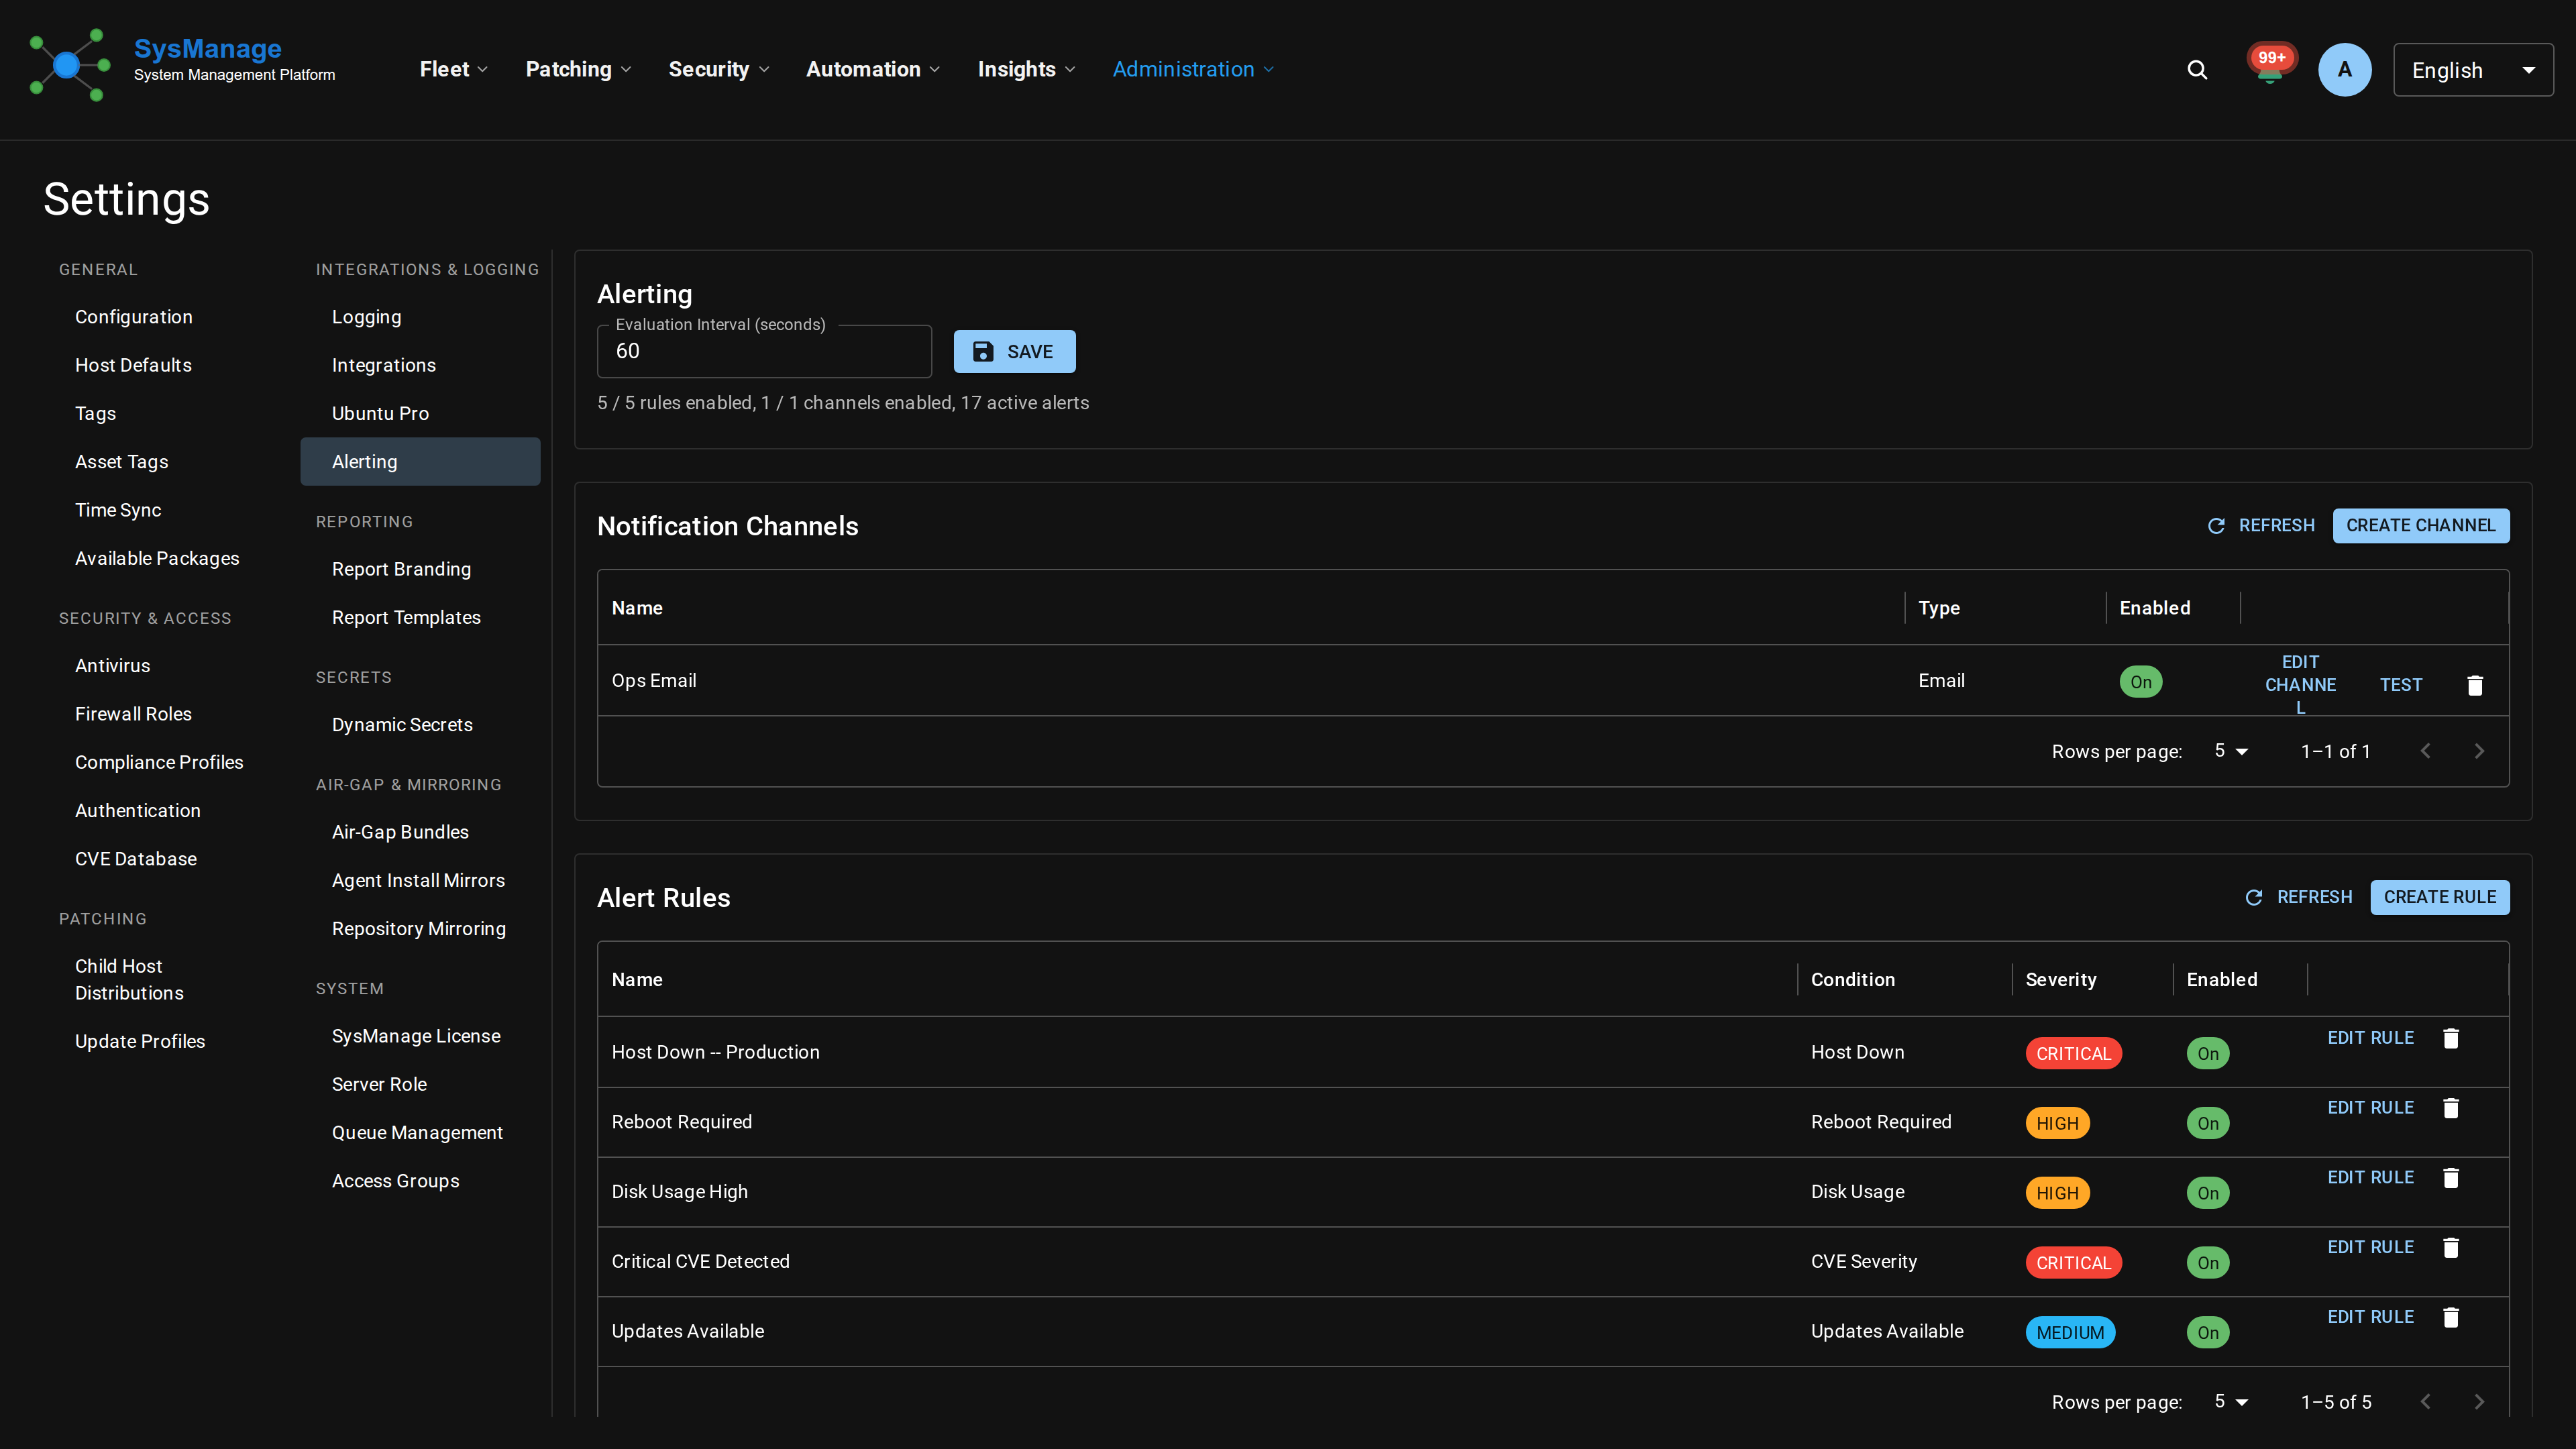 SysManage
System Management Platform
Fleet
Patching
Security
Automation
Insights
Administration
99+
A
English
Settings
GENERAL
Configuration
Host Defaults
Tags
Asset Tags
Time Sync
Available Packages
SECURITY & ACCESS
Antivirus
Firewall Roles
Compliance Profiles
Authentication
CVE Database
PATCHING
Child Host
Distributions
Update Profiles
INTEGRATIONS & LOGGING
Logging
Integrations
Ubuntu Pro
Alerting
REPORTING
Report Branding
Report Templates
SECRETS
Dynamic Secrets
AIR-GAP & MIRRORING
Air-Gap Bundles
Agent Install Mirrors
Repository Mirroring
SYSTEM
SysManage License
Server Role
Queue Management
Access Groups
Alerting
Evaluation Interval (seconds)
60
SAVE
5 / 5 rules enabled, 1 / 1 channels enabled, 17 active alerts
Notification Channels
REFRESH
CREATE CHANNEL
Name Type Enabled
Ops Email Email On
EDIT
CHANNE
L
TEST
Rows per page: 5 1–1 of 1
Alert Rules
REFRESH
CREATE RULE
Name Condition Severity Enabled
Host Down -- Production Host Down CRITICAL On EDIT RULE
Reboot Required Reboot Required HIGH On EDIT RULE
Disk Usage High Disk Usage HIGH On EDIT RULE
Critical CVE Detected CVE Severity CRITICAL On EDIT RULE
Updates Available Updates Available MEDIUM On EDIT RULE
Rows per page: 5 1–5 of 5